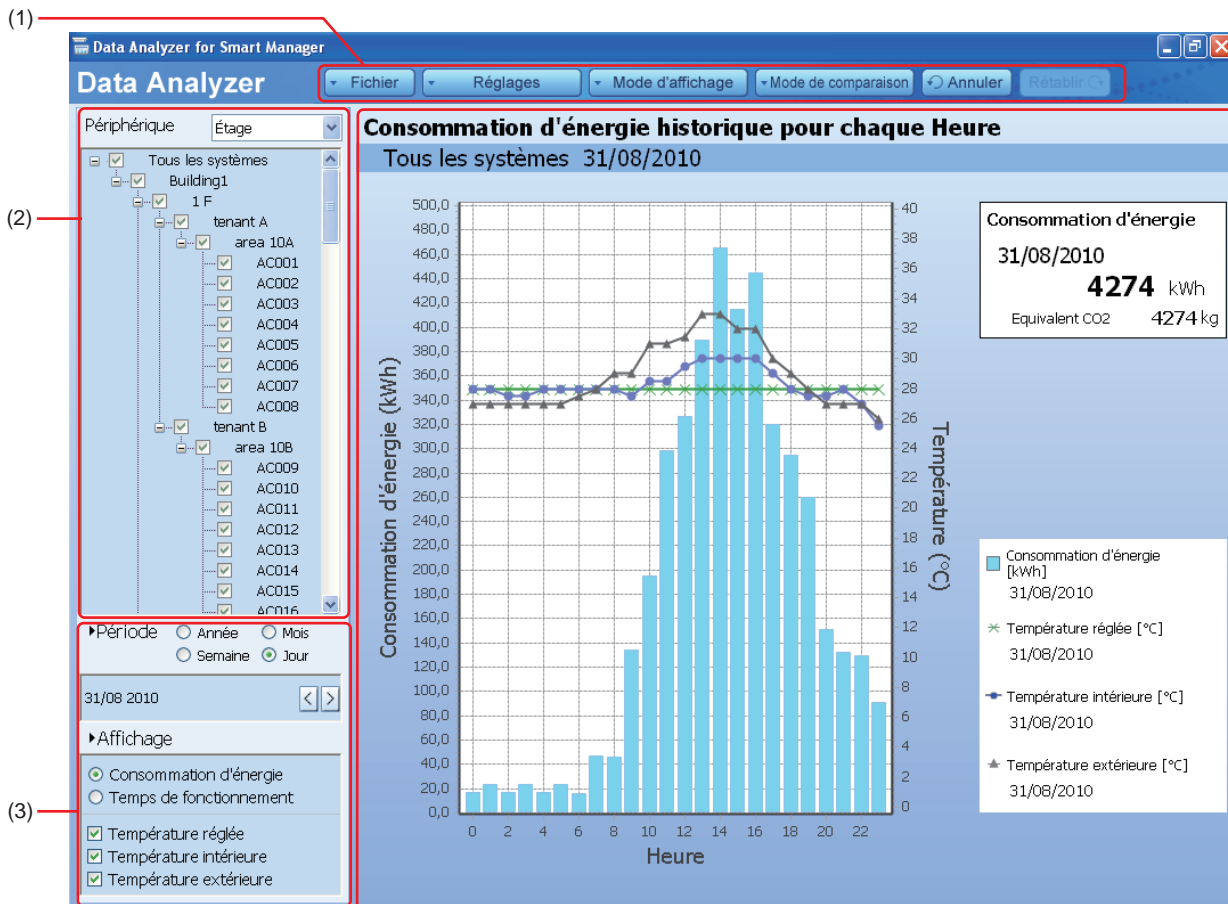 (1)
Data Analyzer for Smart Manager
Data Analyzer
Fichier
Réglages
Mode d'affichage
Mode de comparaison
Annuler
Rétablir
(2)
Périphérique
Étage
Tous les systèmes
Building1
1 F
tenant A
area 10A
AC001
AC002
AC003
AC004
AC005
AC006
AC007
AC008
tenant B
area 10B
AC009
AC010
AC011
AC012
AC013
AC014
AC015
AC016
(3)
Période
Année
Mois
Semaine
Jour
31/08 2010
< >
Affichage
Consommation d'énergie
Temps de fonctionnement
Température réglée
Température intérieure
Température extérieure
Consommation d'énergie historique pour chaque Heure
Tous les systèmes 31/08/2010
Consommation d'énergie (kWh)
500,0
480,0
460,0
440,0
420,0
400,0
380,0
360,0
340,0
320,0
300,0
280,0
260,0
240,0
220,0
200,0
180,0
160,0
140,0
120,0
100,0
80,0
60,0
40,0
20,0
0,0
0 2 4 6 8 10 12 14 16 18 20 22
Heure
40
38
36
34
32
30
28
26
24
22
20
18
16
14
12
10
8
6
4
2
0
Température (°C)
Consommation d'énergie
31/08/2010
4274 kWh
Equivalent CO2 4274 kg
Consommation d'énergie
[kWh]
31/08/2010
Température réglée [°C]
31/08/2010
Température intérieure [°C]
31/08/2010
Température extérieure [°C]
31/08/2010